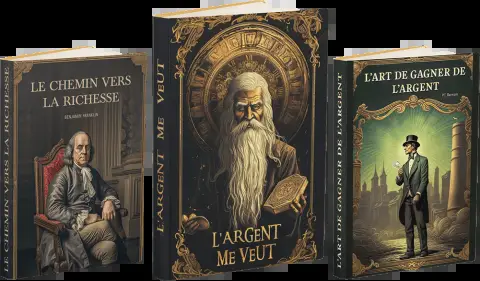 LE CHEMIN VERS LA RICHESSE
LE CHEMIN VERS
LA RICHESSE
L'ARGENT ME VEUT
L'ARGENT
ME VEUT
L'ART DE GAGNER DE L'ARGENT
L'ART DE GAGNER DE
L'ARGENT